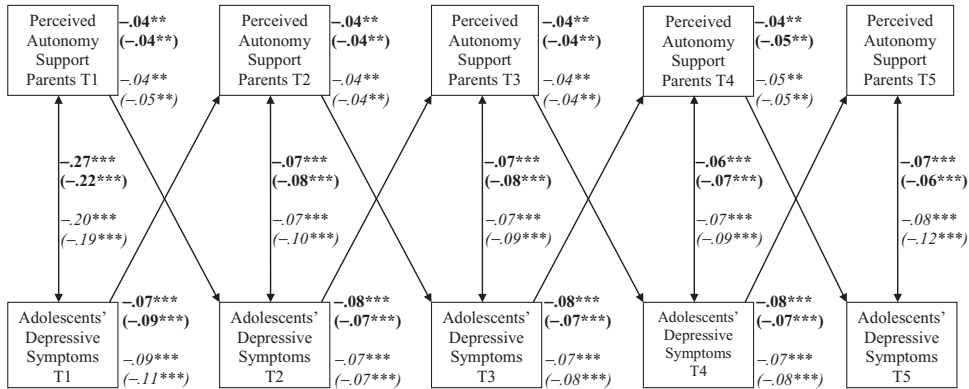 Perceived
Autonomy
Support
Parents T1
–.04**
(–.04**)
–.04**
(–.05**)
Perceived
Autonomy
Support
Parents T2
–.04**
(–.04**)
–.04**
(–.04**)
Perceived
Autonomy
Support
Parents T3
–.04**
(–.04**)
–.04**
(–.04**)
Perceived
Autonomy
Support
Parents T4
–.04**
(–.05**)
–.05**
(–.05**)
Perceived
Autonomy
Support
Parents T5
–.27***
(–.22***)
–.20***
(–.19***)
–.07***
(–.08***)
–.07***
(–.10***)
–.07***
(–.08***)
–.07***
(–.09***)
–.06***
(–.07***)
–.07***
(–.09***)
–.07***
(–.06***)
–.08***
(–.12***)
Adolescents’
Depressive
Symptoms
T1
–.07***
(–.09***)
–.09***
(–.11***)
Adolescents’
Depressive
Symptoms
T2
–.08***
(–.07***)
–.07***
(–.07***)
Adolescents’
Depressive
Symptoms
T3
–.08***
(–.07***)
–.07***
(–.08***)
Adolescents’
Depressive
Symptoms
T4
–.08***
(–.07***)
–.07***
(–.08***)
Adolescents’
Depressive
Symptoms
T5